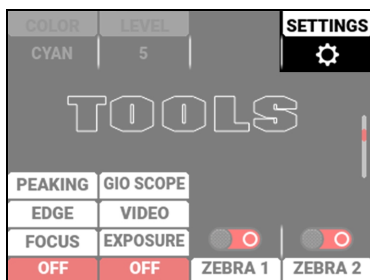 COLOR LEVEL SETTINGS
CYAN 5
TOOLS
PEAKING GIO SCOPE
EDGE VIDEO
FOCUS EXPOSURE
OFF OFF ZEBRA 1 ZEBRA 2